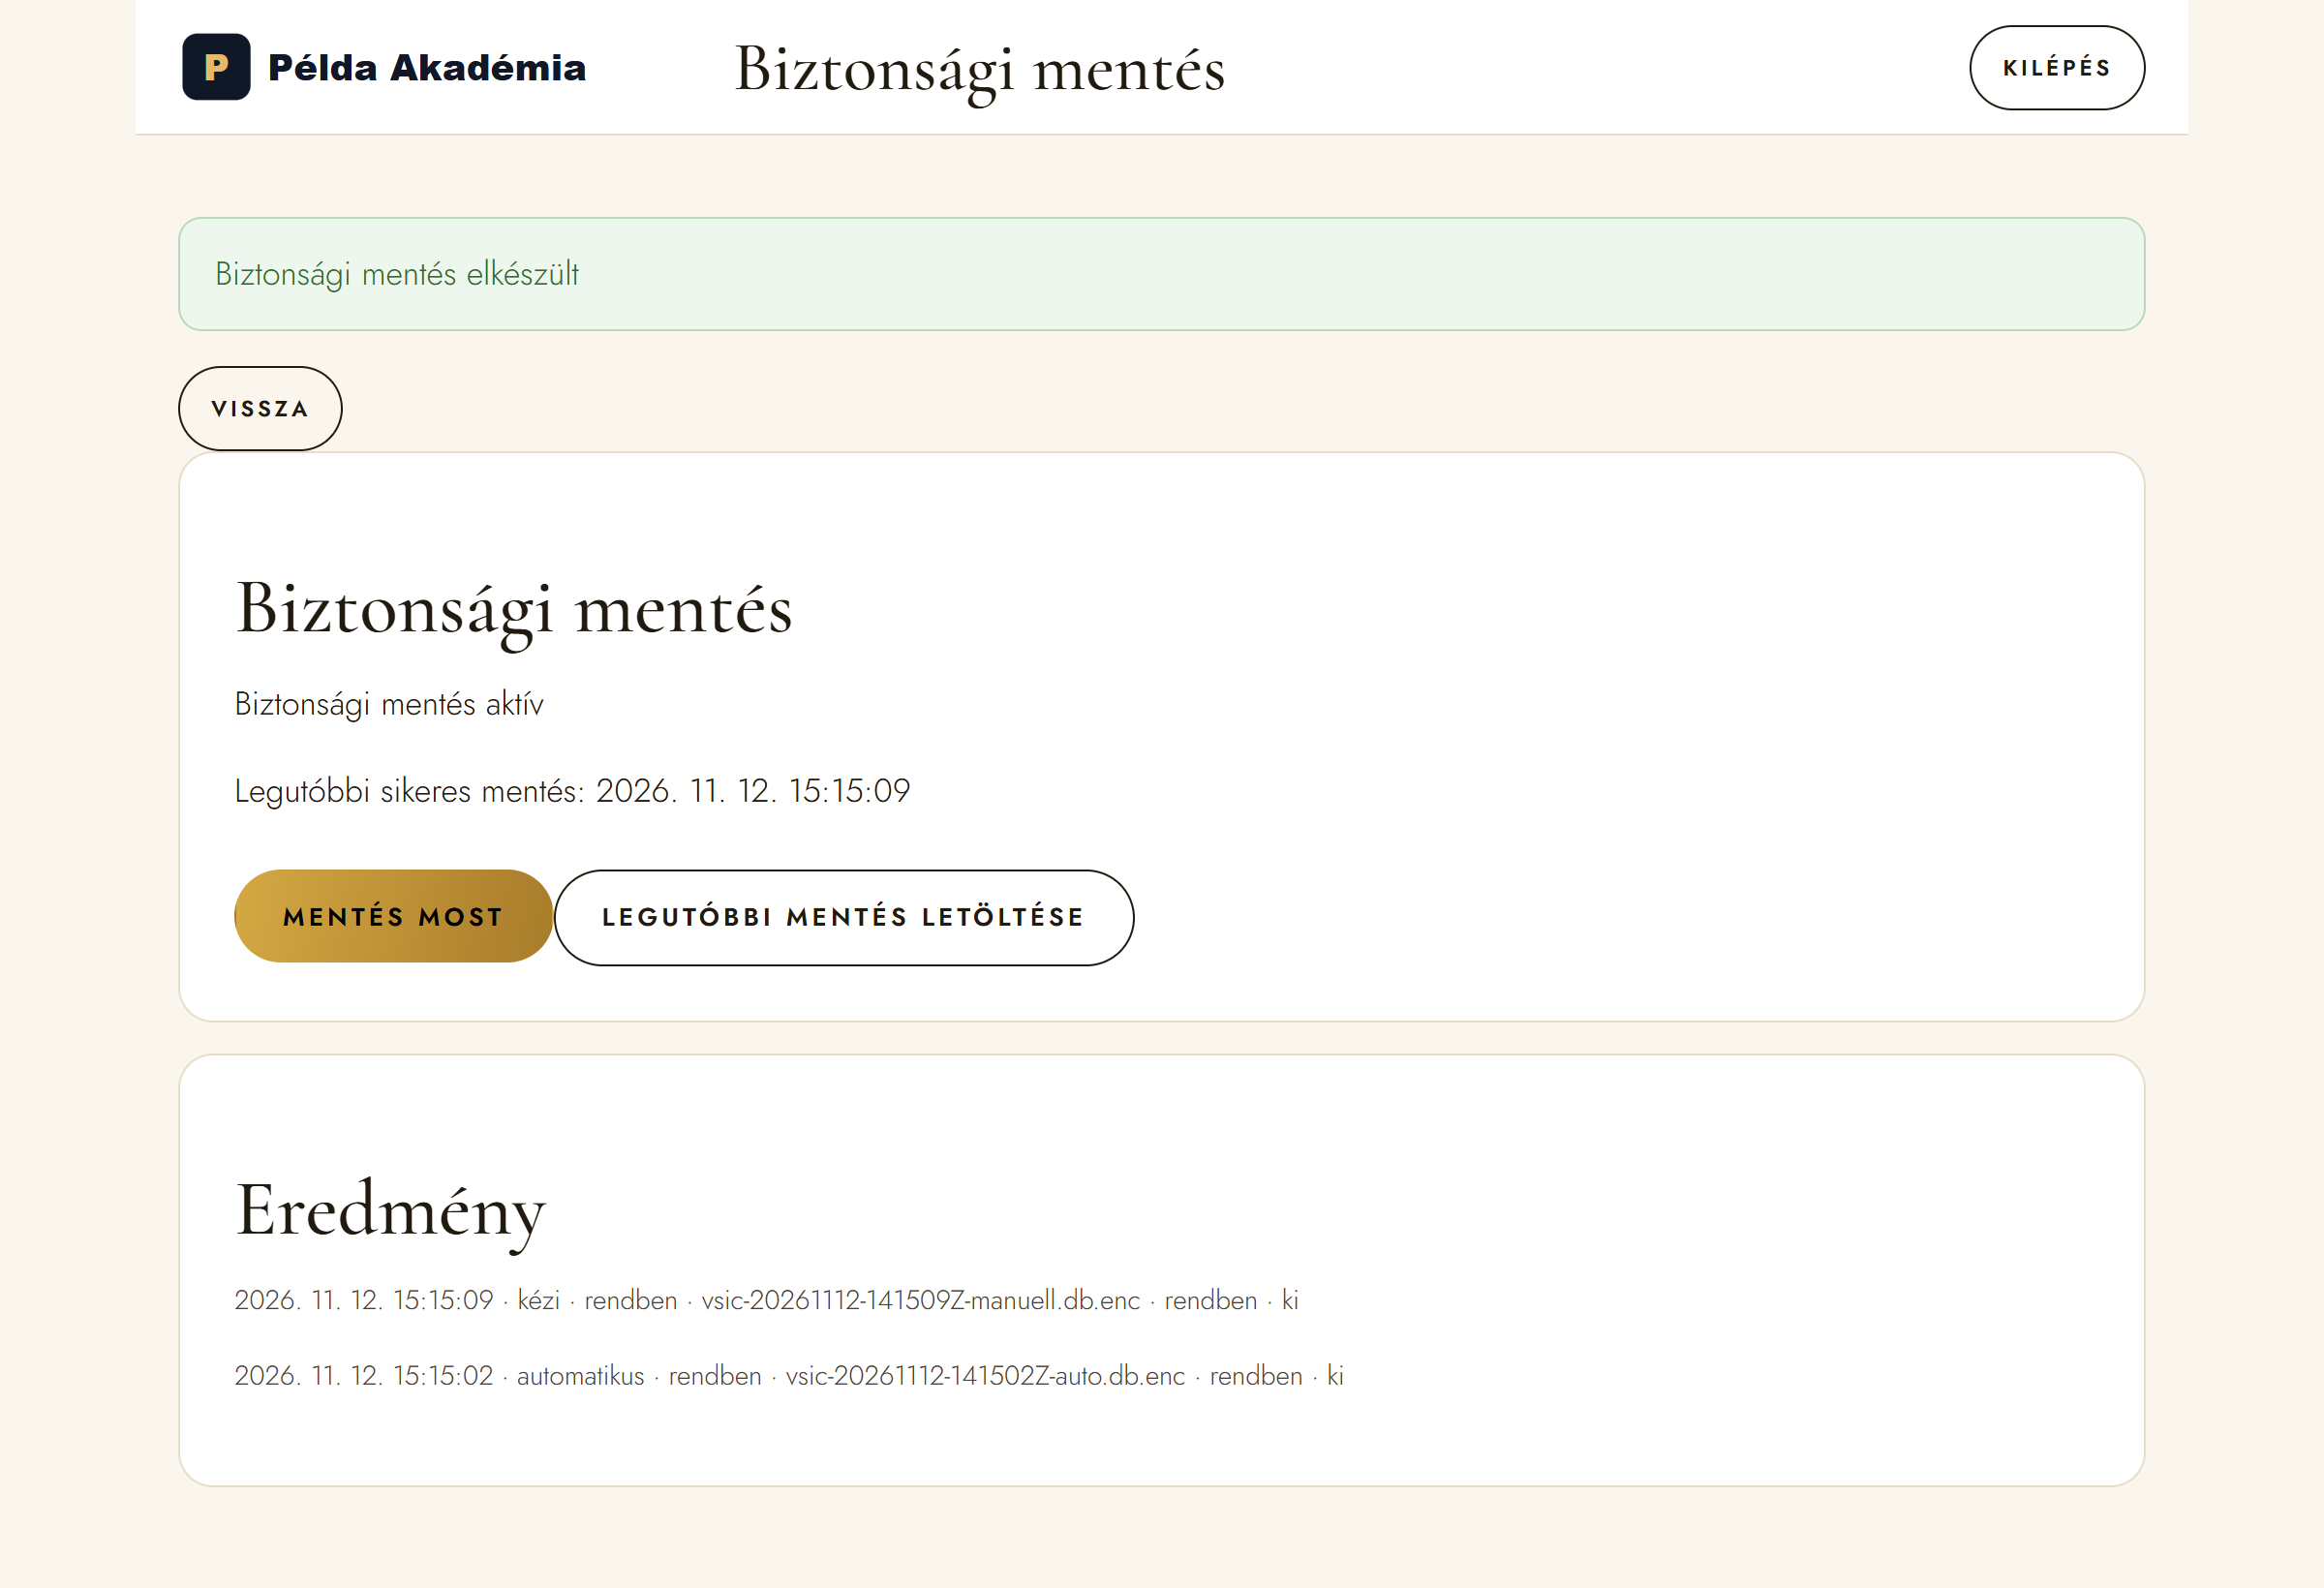 P Példa Akadémia
Biztonsági mentés
KILÉPÉS
Biztonsági mentés elkészült
VISSZA
Biztonsági mentés
Biztonsági mentés aktív
Legutóbbi sikeres mentés: 2026. 11. 12. 15:15:09
MENTÉS MOST
LEGUTÓBBI MENTÉS LETÖLTÉSE
Eredmény
2026. 11. 12. 15:15:09 · kézi · rendben · vsic-20261112-141509Z-manuell.db.enc · rendben · ki
2026. 11. 12. 15:15:02 · automatikus · rendben · vsic-20261112-141502Z-auto.db.enc · rendben · ki